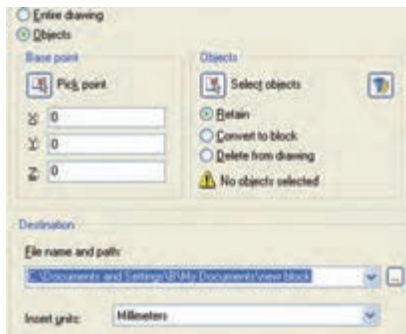 Entire drawing
Objects
Base point
Pick point
X: 0
Y: 0
Z: 0
Objects
Select objects
Retain
Convert to block
Delete from drawing
No objects selected
Destination
File name and path:
C:\Documents and Settings\B\My Documents\new block
...
Insert units: Millimeters